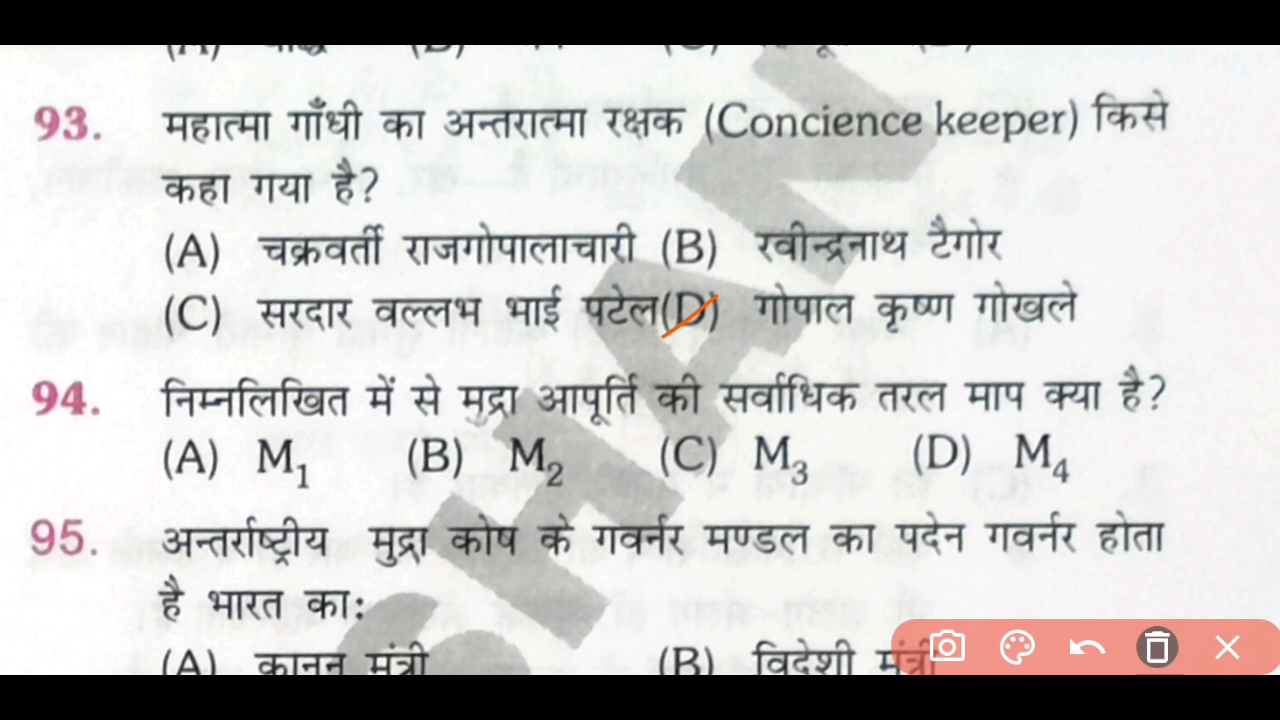 93. महात्मा गाँधी का अन्तरात्मा रक्षक (Concience keeper) किसे
कहा गया है?
(A) चक्रवर्ती राजगोपालाचारी (B) रवीन्द्रनाथ टैगोर
(C) सरदार वल्लभ भाई पटेल(D) गोपाल कृष्ण गोखले
94. निम्नलिखित में से मुद्रा आपूर्ति की सर्वाधिक तरल माप क्या है?
(A) M₁ (B) M₂ (C) M₃ (D) M₄
95. अन्तर्राष्ट्रीय मुद्रा कोष के गवर्नर मण्डल का पदेन गवर्नर होता
है भारत का:
(A) कानून मंत्री (B) विदेशी मंत्री